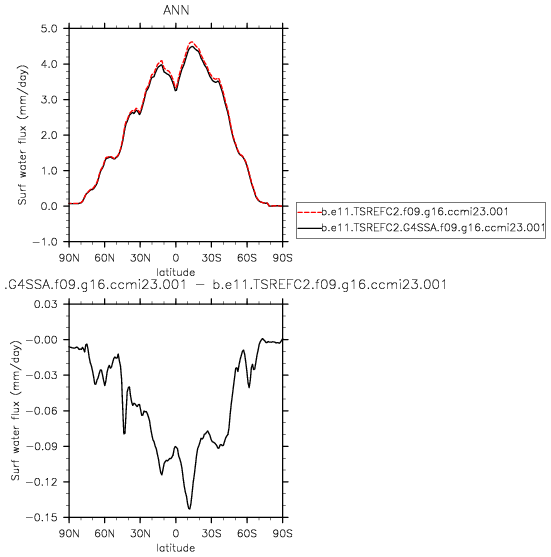 ANN
5.0
4.0
3.0
2.0
1.0
0.0
−1.0
Surf water flux (mm/day)
90N 60N 30N 0 30S 60S 90S
latitude
b.e11.TSREFC2.f09.g16.ccmi23.001
b.e11.TSREFC2.G4SSA.f09.g16.ccmi23.001
.G4SSA.f09.g16.ccmi23.001 − b.e11.TSREFC2.f09.g16.ccmi23.001
0.03
−0.00
−0.03
−0.06
−0.09
−0.12
−0.15
Surf water flux (mm/day)
90N 60N 30N 0 30S 60S 90S
latitude